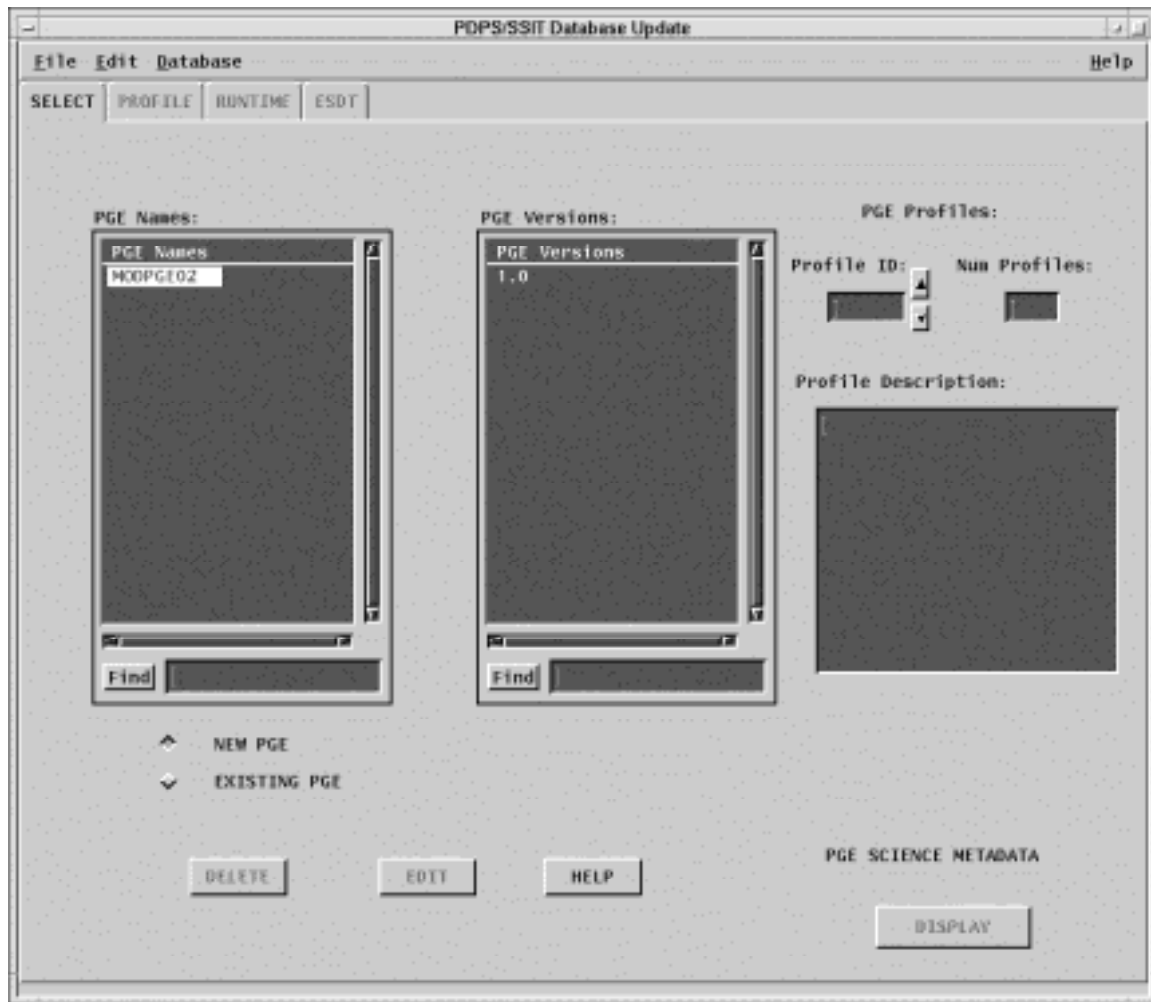 PDPS/SSIT Database Update
File Edit Database Help
SELECT PROFILE RUNTIME ESDT
PGE Names: PGE Versions: PGE Profiles:
PGE Names PGE Versions
MODPGE02 1.0
Profile ID: Num Profiles:
Profile Description:
Find Find
NEW PGE
EXISTING PGE
PGE SCIENCE METADATA
DELETE EDIT HELP
DISPLAY